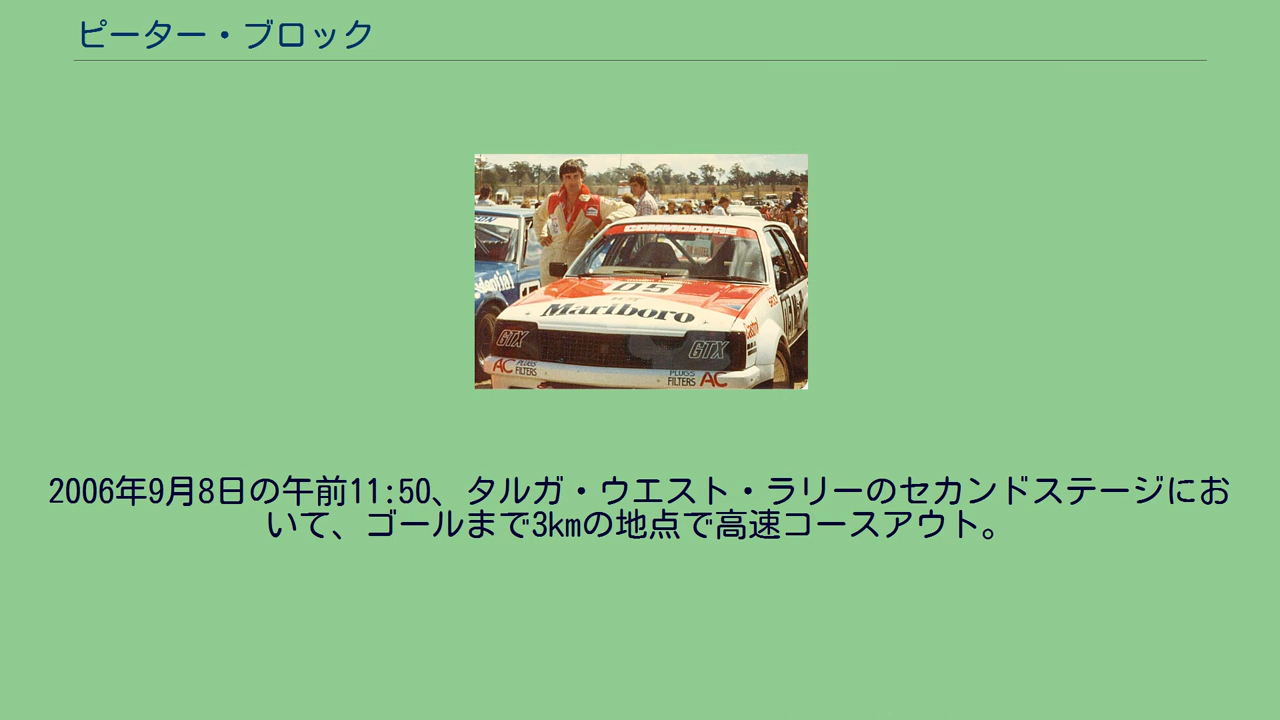 ピーター・ブロック
COMMODORE
05
Marlboro
GTX
GTX
AC PLUGS FILTERS
PLUGS FILTERS AC
2006年9月8日の午前11:50、タルガ・ウエスト・ラリーのセカンドステージにお
いて、ゴールまで3kmの地点で高速コースアウト。